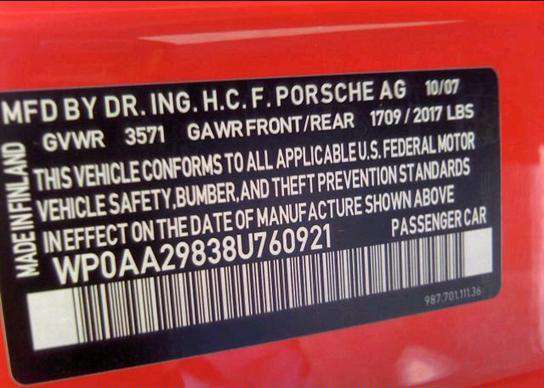 MFD BY DR. ING. H.C. F. PORSCHE AG 10/07
GVWR 3571 GAWR FRONT/REAR 1709 / 2017 LBS
MADE IN FINLAND
THIS VEHICLE CONFORMS TO ALL APPLICABLE U.S. FEDERAL MOTOR
VEHICLE SAFETY, BUMBER, AND THEFT PREVENTION STANDARDS
IN EFFECT ON THE DATE OF MANUFACTURE SHOWN ABOVE
WP0AA29838U760921 PASSENGER CAR
987.701.111.36